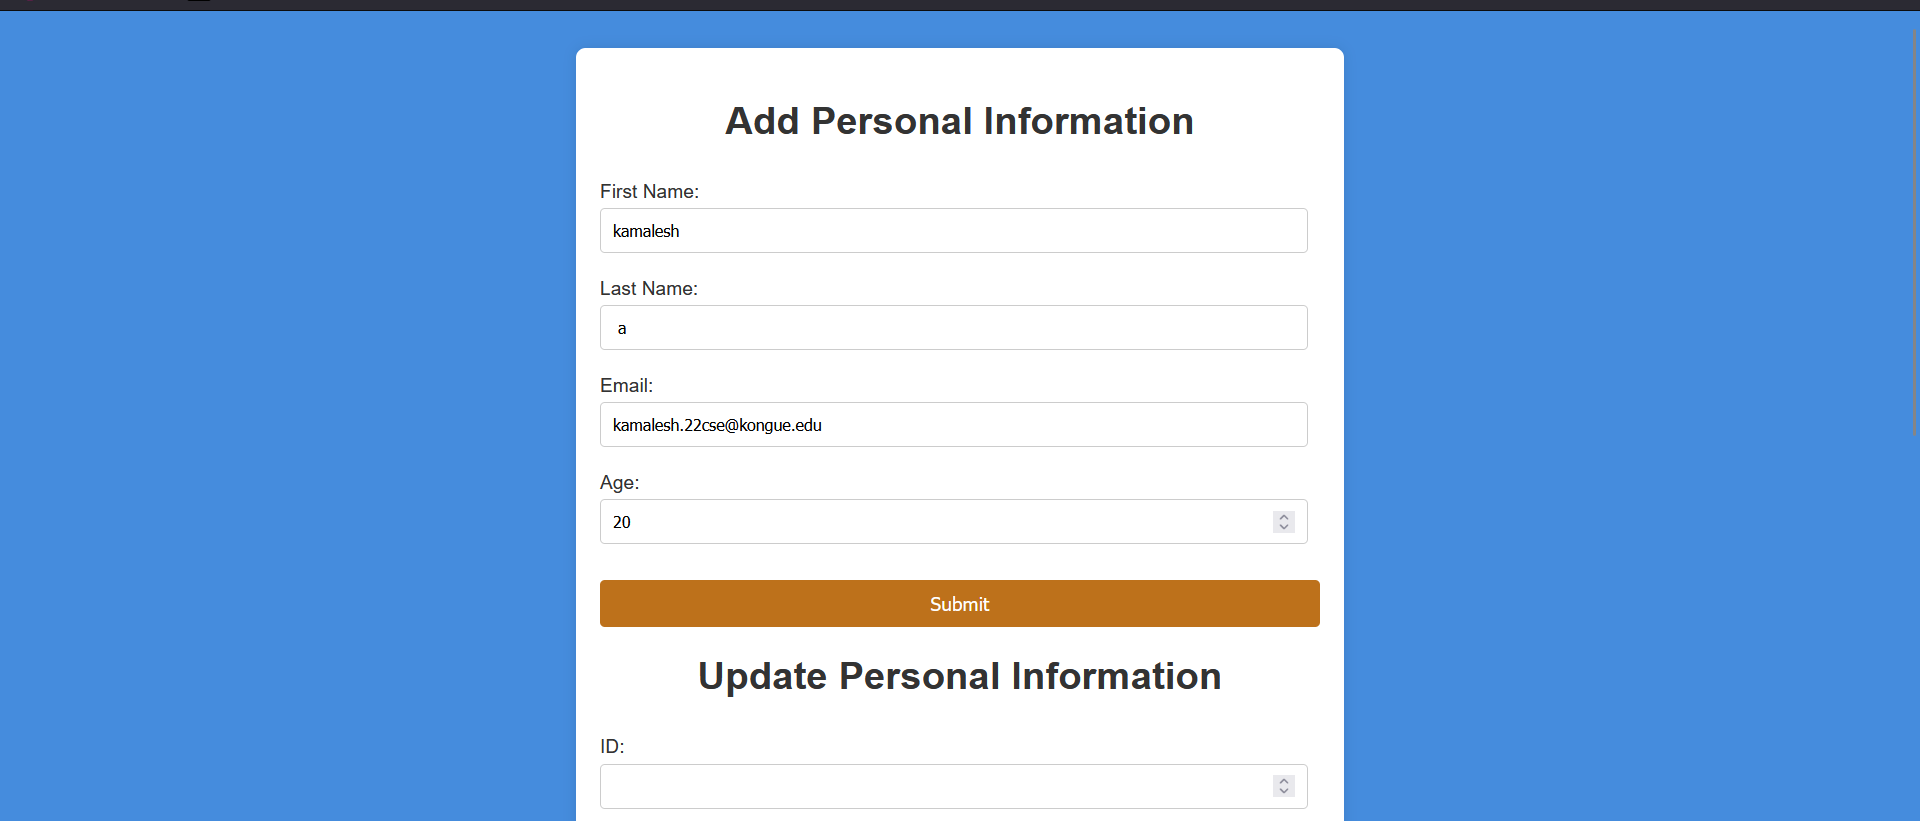 Add Personal Information
First Name:
kamalesh
Last Name:
a
Email:
kamalesh.22cse@kongue.edu
Age:
20
Submit
Update Personal Information
ID: